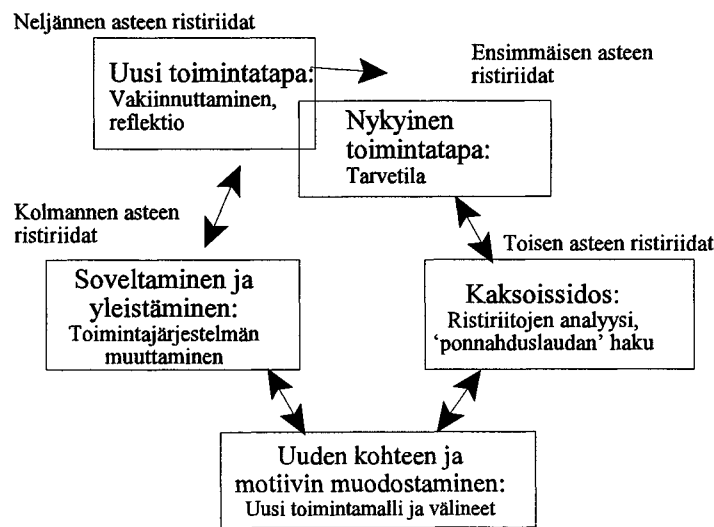 Neljännen asteen ristiriidat
Uusi toimintatapa:
Vakiinnuttaminen,
reflektio
Ensimmäisen asteen
ristiriidat
Nykyinen
toimintatapa:
Tarvetila
Kolmannen asteen
ristiriidat
Toisen asteen ristiriidat
Soveltaminen ja
yleistäminen:
Toimintajärjestelmän
muuttaminen
Kaksoissidos:
Ristiriitojen analyysi,
‘ponnahduslaudan’ haku
Uuden kohteen ja
motiivin muodostaminen:
Uusi toimintamalli ja välineet